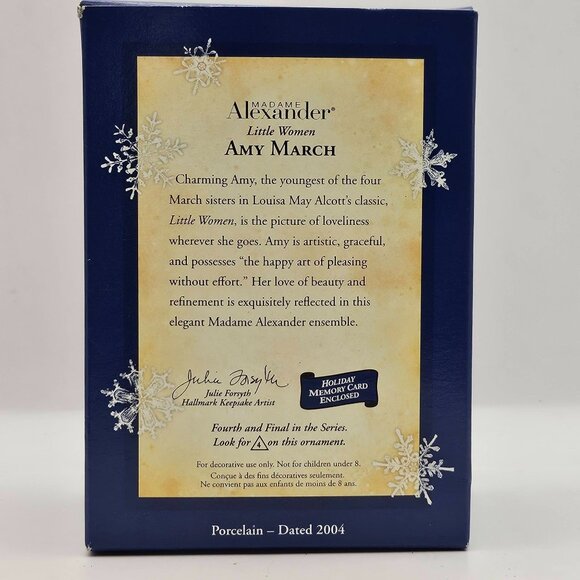 MADAME
Alexander®
Little Women
AMY MARCH
Charming Amy, the youngest of the four
March sisters in Louisa May Alcott's classic,
Little Women, is the picture of loveliness
wherever she goes. Amy is artistic, graceful,
and possesses "the happy art of pleasing
without effort." Her love of beauty and
refinement is exquisitely reflected in this
elegant Madame Alexander ensemble.
Julie Forsyth
Julie Forsyth
Hallmark Keepsake Artist
HOLIDAY
MEMORY CARD
ENCLOSED
Fourth and Final in the Series.
Look for 4 on this ornament.
For decorative use only. Not for children under 8.
Conçue à des fins décoratives seulement.
Ne convient pas aux enfants de moins de 8 ans.
Porcelain – Dated 2004